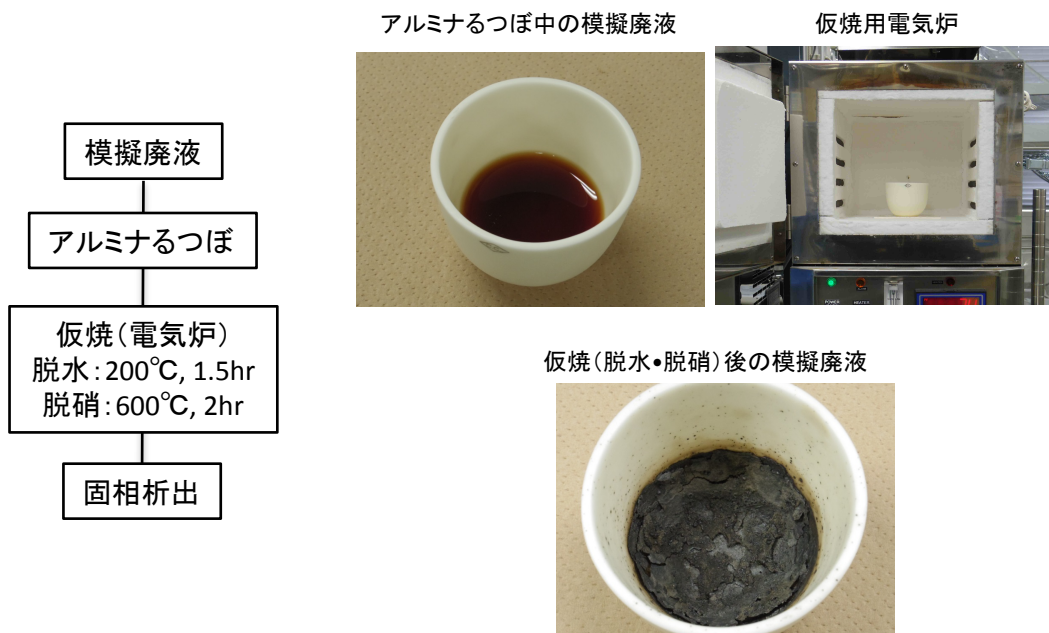 アルミナるつぼ中の模擬廃液
仮焼用電気炉
模擬廃液
アルミナるつぼ
仮焼(電気炉)
脱水:200℃, 1.5hr
脱硝:600℃, 2hr
固相析出
仮焼(脱水•脱硝)後の模擬廃液
POWER
HEATER